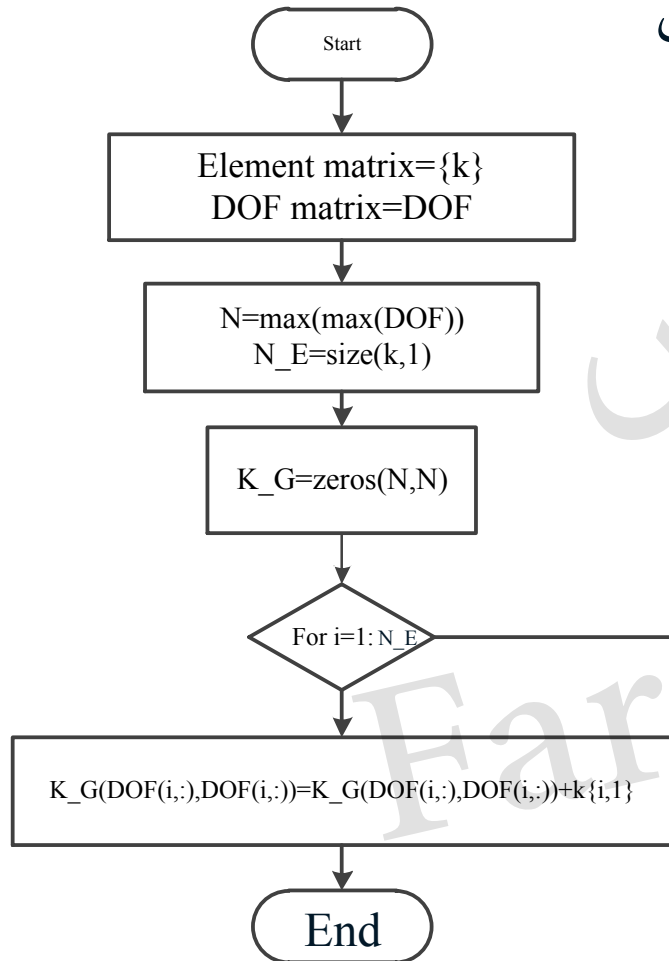 Start
Element matrix={k}
DOF matrix=DOF
N=max(max(DOF))
N_E=size(k,1)
K_G=zeros(N,N)
For i=1: N_E
K_G(DOF(i,:),DOF(i,:))=K_G(DOF(i,:),DOF(i,:))+k{i,1}
Far
End